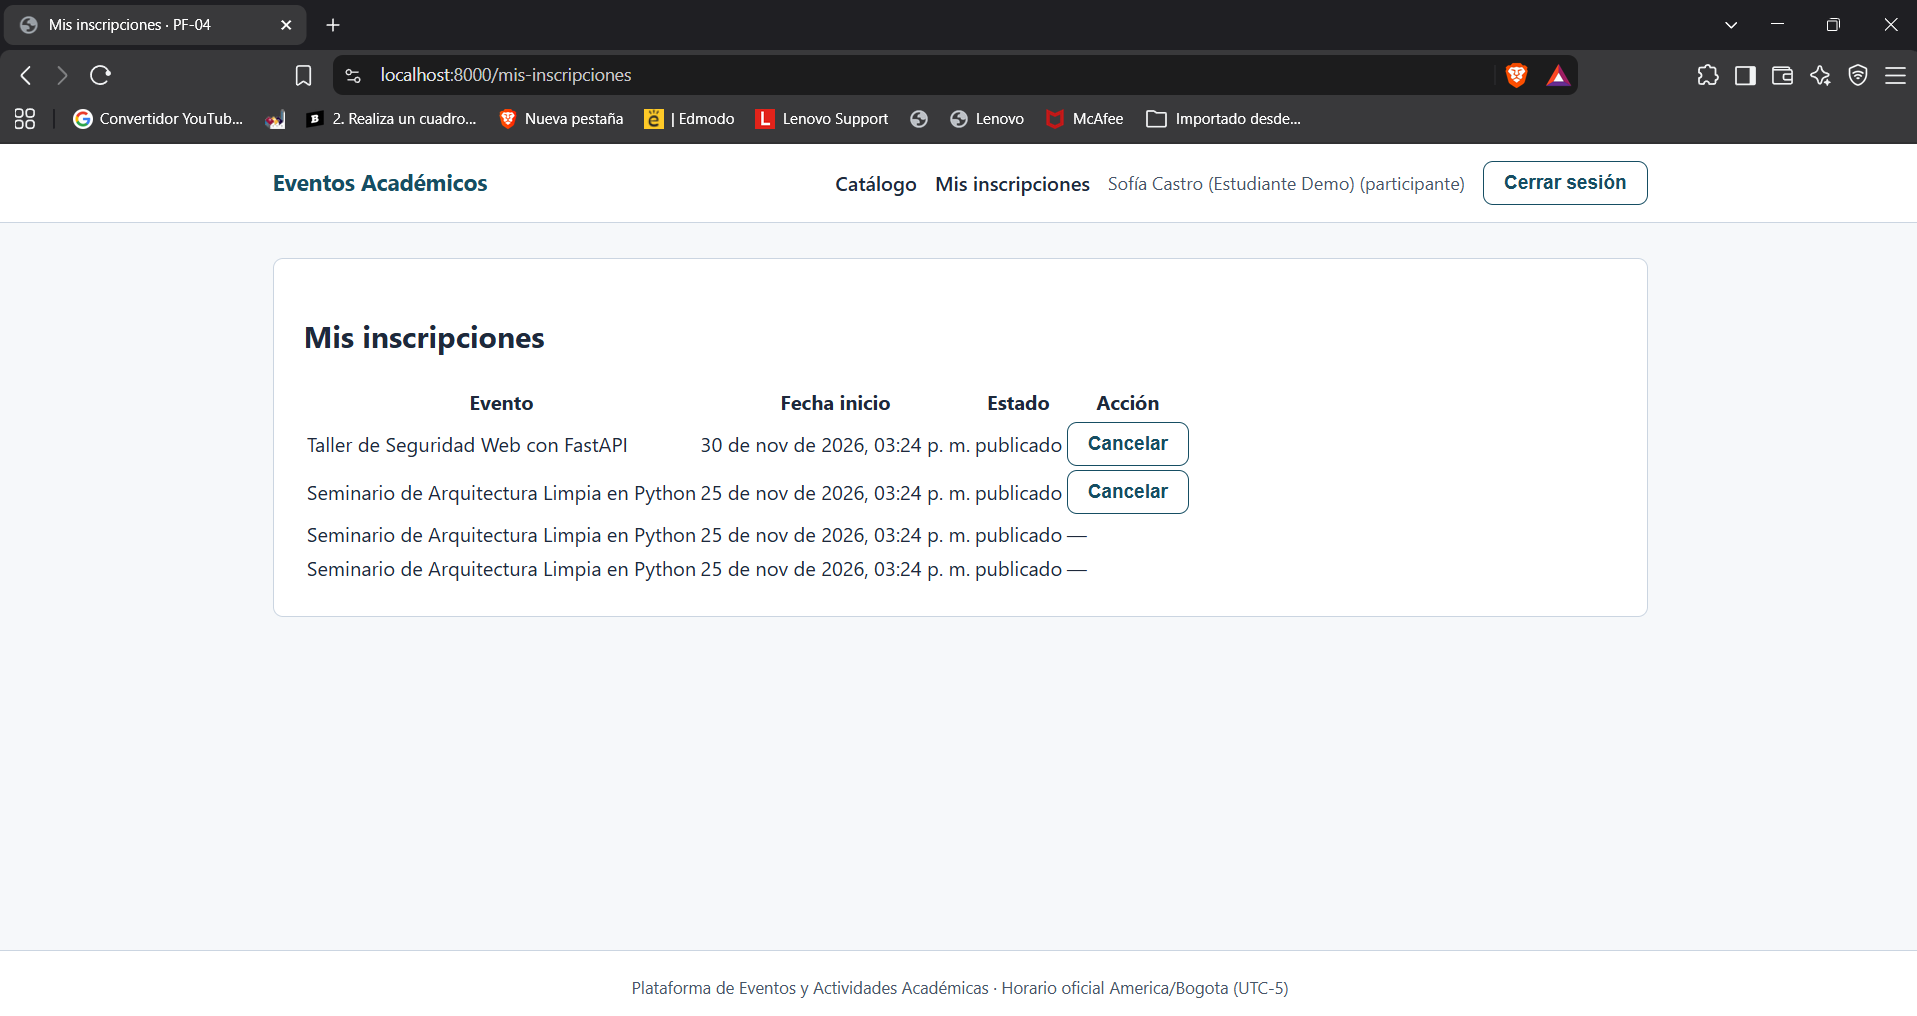 Mis inscripciones · PF-04
localhost:8000/mis-inscripciones
Convertidor YouTub... 2. Realiza un cuadro... Nueva pestaña | Edmodo Lenovo Support Lenovo McAfee Importado desde...
Eventos Académicos Catálogo Mis inscripciones Sofía Castro (Estudiante Demo) (participante) Cerrar sesión
Mis inscripciones
Evento Fecha inicio Estado Acción
Taller de Seguridad Web con FastAPI 30 de nov de 2026, 03:24 p. m. publicado Cancelar
Seminario de Arquitectura Limpia en Python 25 de nov de 2026, 03:24 p. m. publicado Cancelar
Seminario de Arquitectura Limpia en Python 25 de nov de 2026, 03:24 p. m. publicado —
Seminario de Arquitectura Limpia en Python 25 de nov de 2026, 03:24 p. m. publicado —
Plataforma de Eventos y Actividades Académicas · Horario oficial America/Bogota (UTC-5)